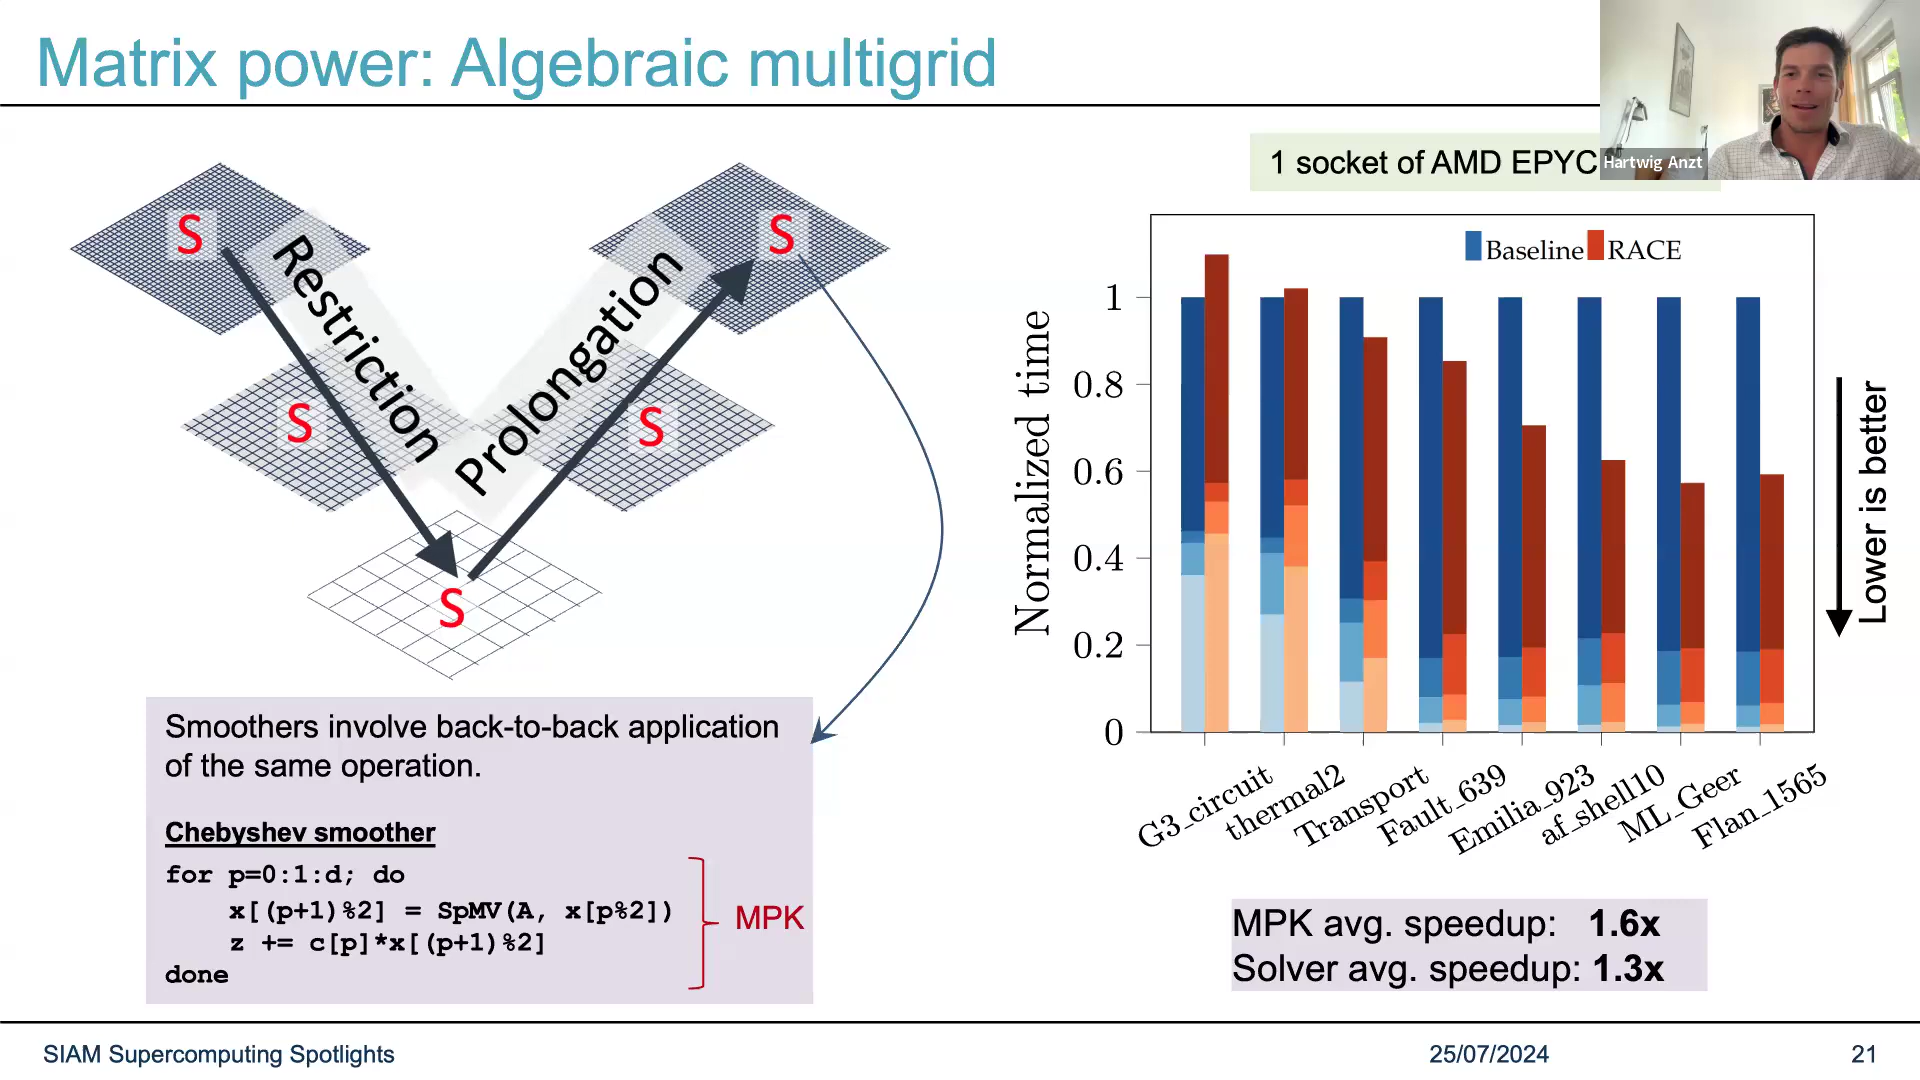 Matrix power: Algebraic multigrid
Hartwig Anzt
1 socket of AMD EPYC
S
S
Restriction
Prolongation
S
S
S
Smoothers involve back-to-back application
of the same operation.
Chebyshev smoother
for p=0:1:d; do
x[(p+1)%2] = SpMV(A, x[p%2])
z += c[p]*x[(p+1)%2]
done
MPK
Baseline RACE
Normalized time
1
0.8
0.6
0.4
0.2
0
G3_circuit
thermal2
Transport
Fault_639
Emilia_923
af_shell10
ML_Geer
Flan_1565
Lower is better
MPK avg. speedup: 1.6x
Solver avg. speedup: 1.3x
SIAM Supercomputing Spotlights
25/07/2024
21